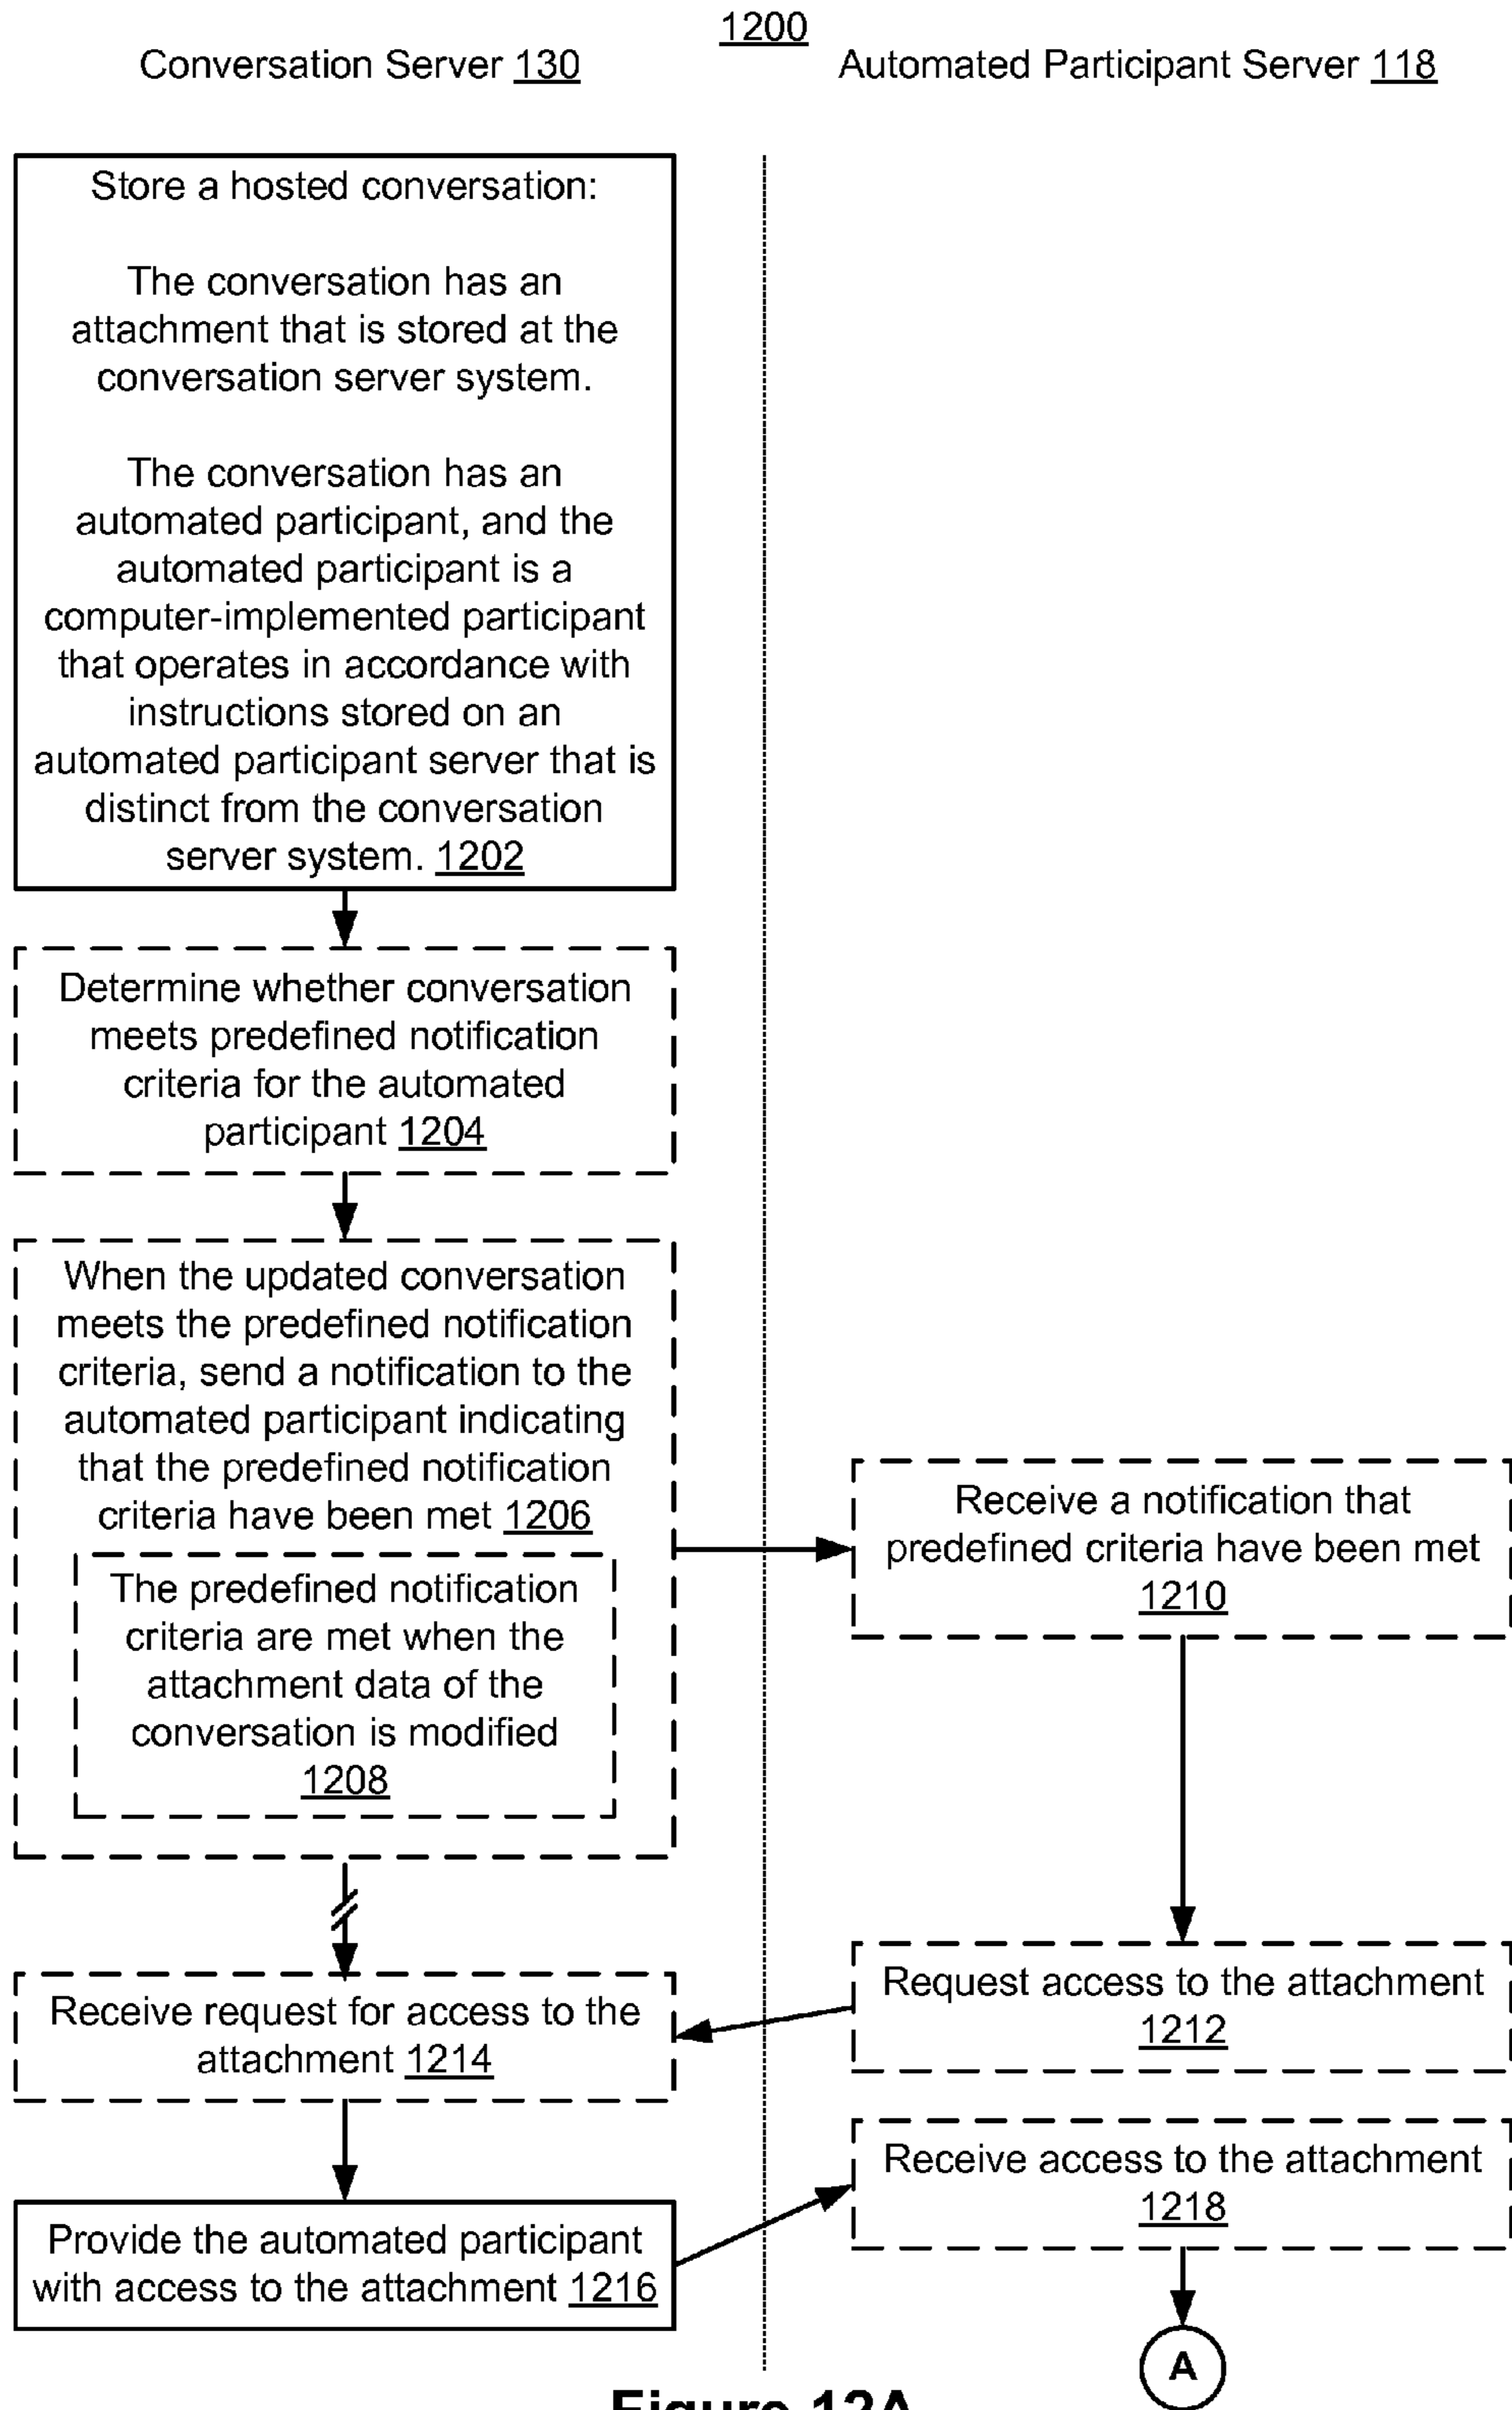 1200
Conversation Server 130
Automated Participant Server 118
Store a hosted conversation:
The conversation has an
attachment that is stored at the
conversation server system.
The conversation has an
automated participant, and the
automated participant is a
computer-implemented participant
that operates in accordance with
instructions stored on an
automated participant server that is
distinct from the conversation
server system. 1202
Determine whether conversation
meets predefined notification
criteria for the automated
participant 1204
When the updated conversation
meets the predefined notification
criteria, send a notification to the
automated participant indicating
that the predefined notification
criteria have been met 1206
The predefined notification
criteria are met when the
attachment data of the
conversation is modified
1208
Receive a notification that
predefined criteria have been met
1210
Request access to the attachment
1212
Receive request for access to the
attachment 1214
Provide the automated participant
with access to the attachment 1216
Receive access to the attachment
1218
A
Figure 12A